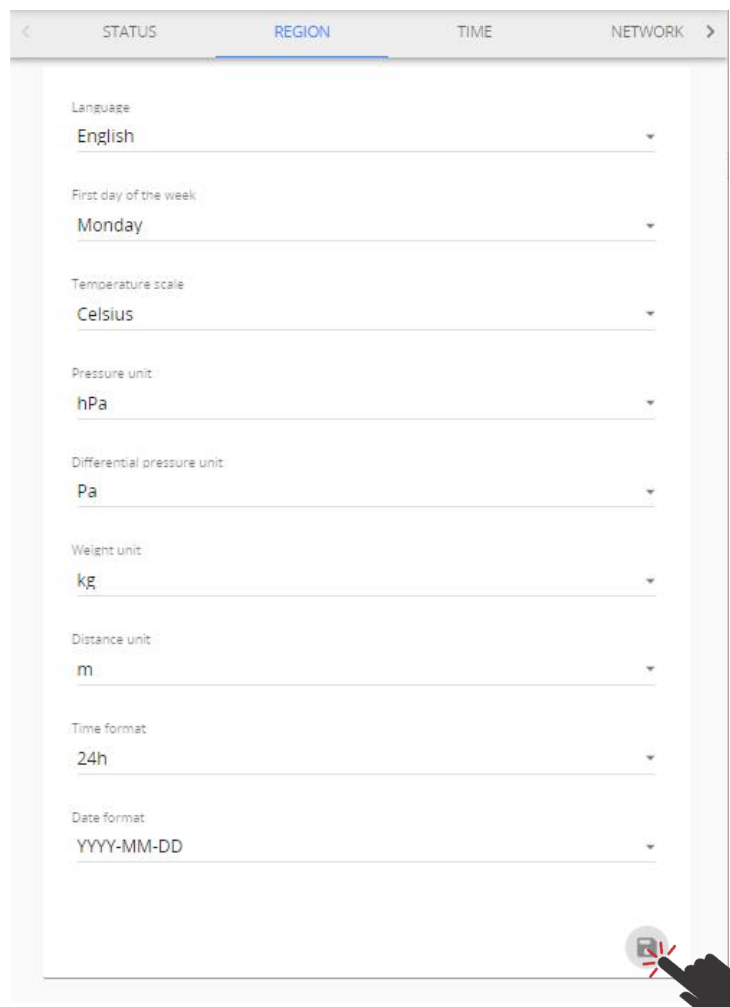 STATUS REGION TIME NETWORK
Language
English
First day of the week
Monday
Temperature scale
Celsius
Pressure unit
hPa
Differential pressure unit
Pa
Weight unit
kg
Distance unit
m
Time format
24h
Date format
YYYY-MM-DD